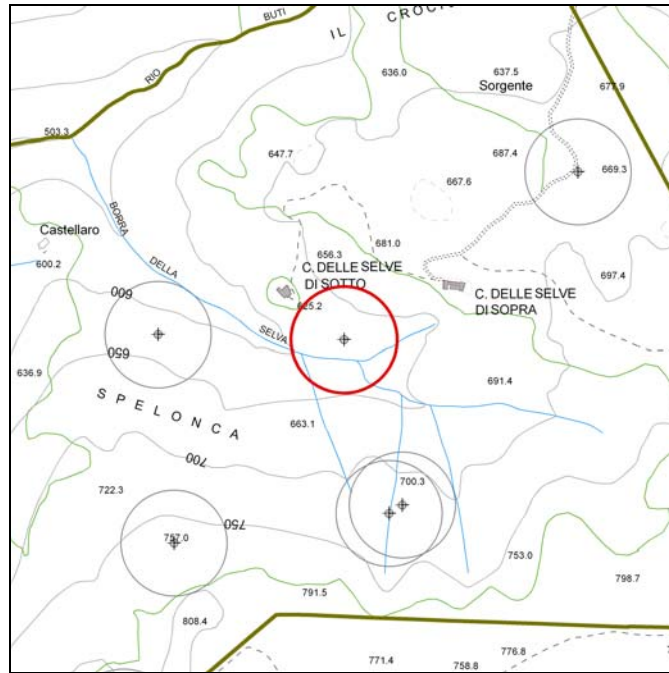 BUTI
IL CROCI
RIO
636.0
637.5
Sorgente
677.9
503.3
647.7
687.4
669.3
667.6
BORRA
Castellaro
656.3
681.0
DELLA
600.2
C. DELLE SELVE
DI SOTTO
697.4
600
625.2
C. DELLE SELVE
DI SOPRA
SELVA
650
636.9
691.4
SPELONCA
663.1
700
700.3
722.3
750
757.0
753.0
798.7
791.5
808.4
776.8
771.4
758.8